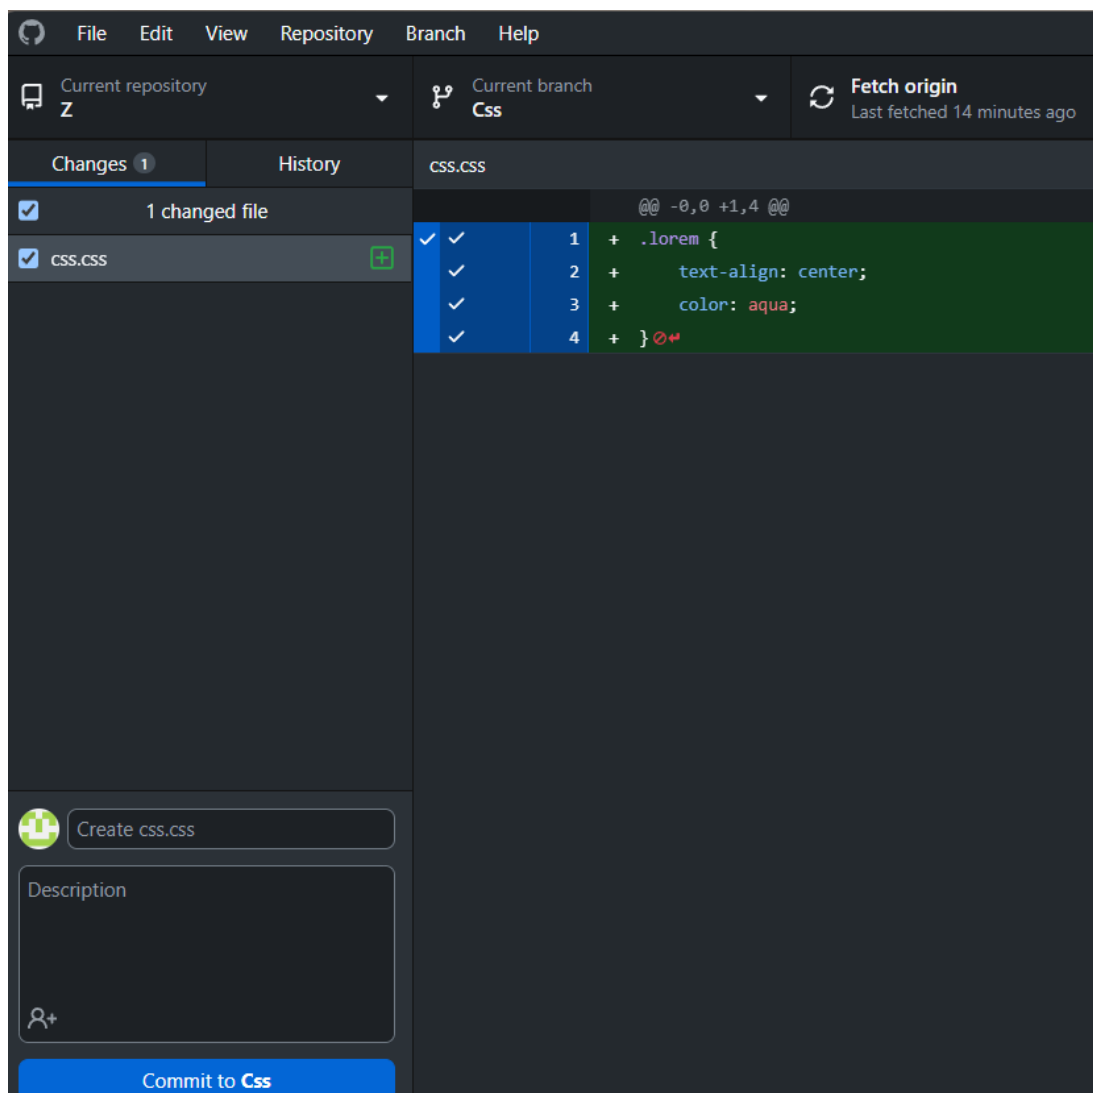 File Edit View Repository Branch Help
Current repository
Z
Current branch
Css
Fetch origin
Last fetched 14 minutes ago
Changes 1 History
1 changed file
css.css
css.css
@@ -0,0 +1,4 @@
1 + .lorem {
2 +     text-align: center;
3 +     color: aqua;
4 + }
Create css.css
Description
Commit to Css